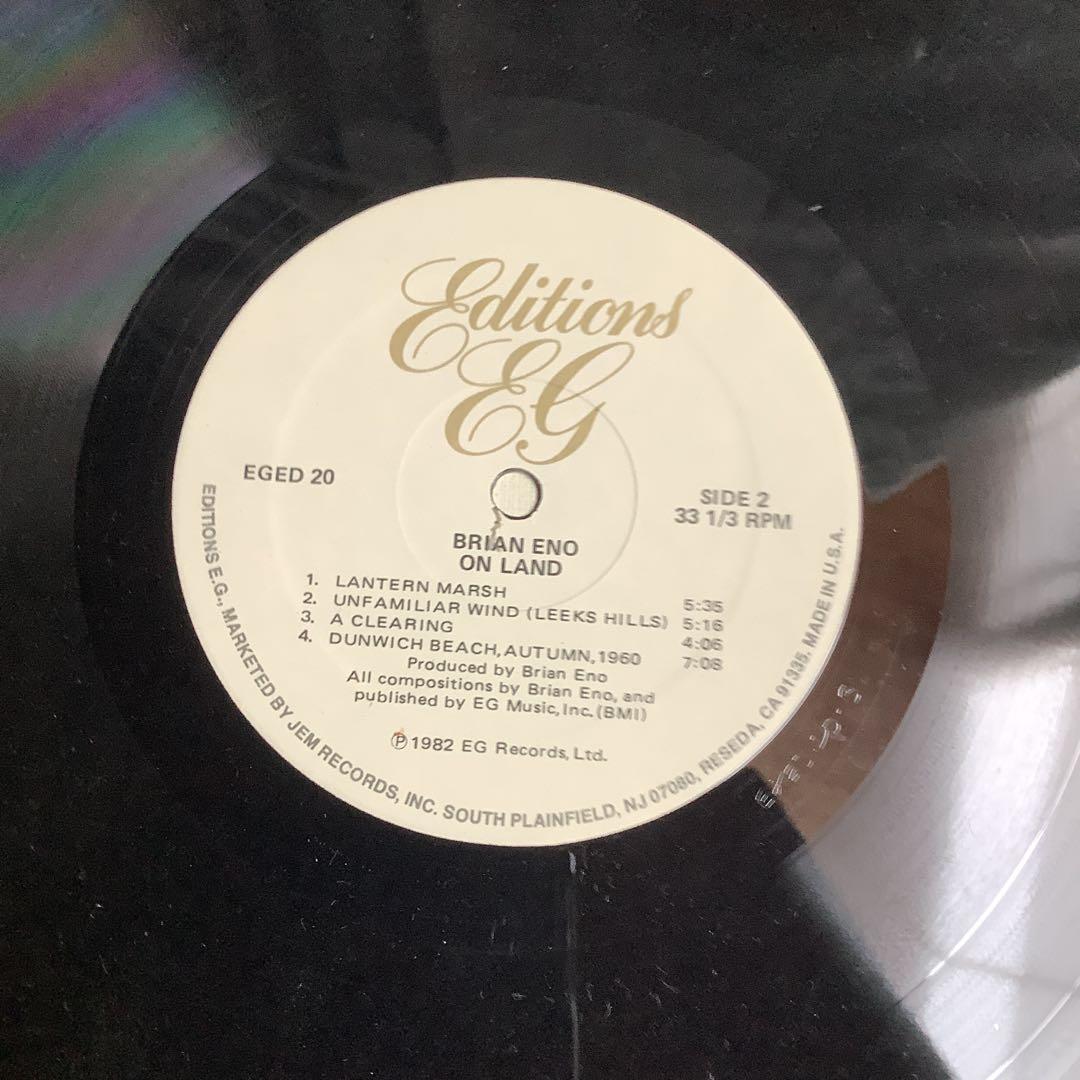 Editions
EG
EGED 20
SIDE 2
33 1/3 RPM
BRIAN ENO
ON LAND
1. LANTERN MARSH 5:35
2. UNFAMILIAR WIND (LEEKS HILLS) 5:16
3. A CLEARING 4:06
4. DUNWICH BEACH, AUTUMN, 1960 7:08
Produced by Brian Eno
All compositions by Brian Eno, and
published by EG Music, Inc. (BMI)
℗ 1982 EG Records, Ltd.
EDITIONS E.G., MARKETED BY JEM RECORDS, INC. SOUTH PLAINFIELD, NJ 07080, RESEDA, CA 91335. MADE IN U.S.A.